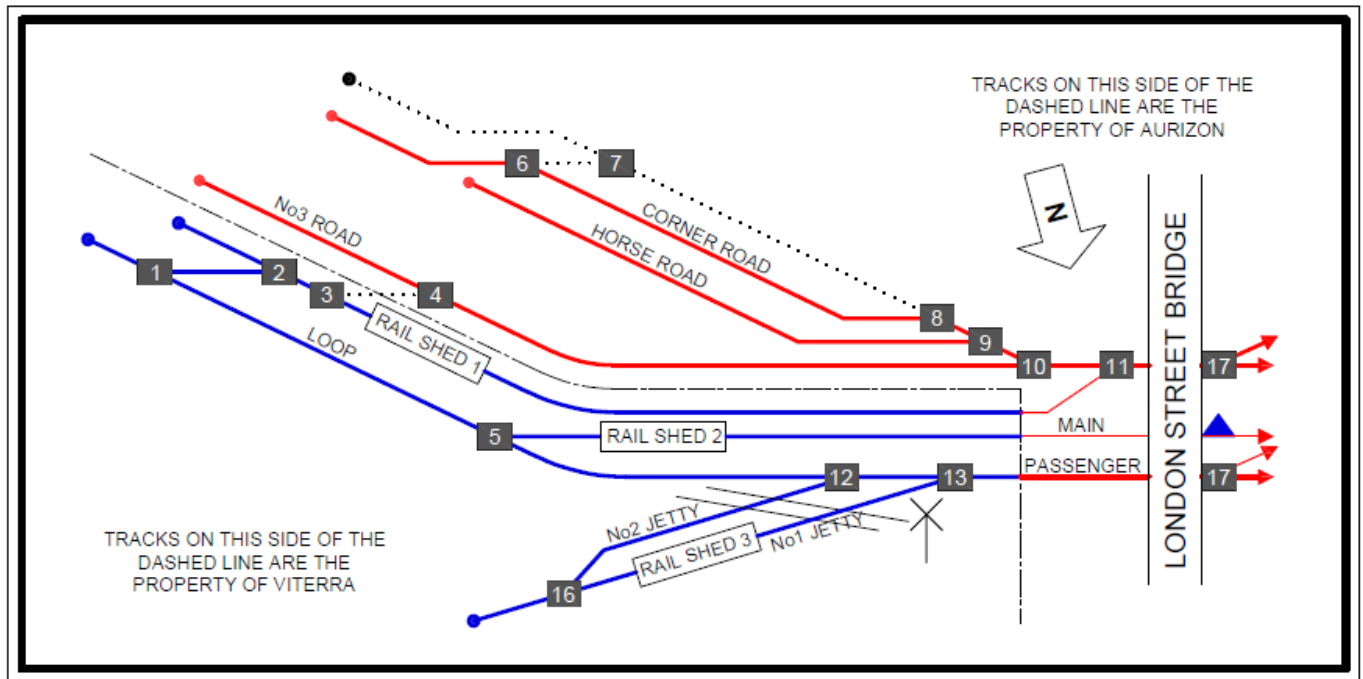 TRACKS ON THIS SIDE OF THE
DASHED LINE ARE THE
PROPERTY OF AURIZON
N
6
7
No3 ROAD
CORNER ROAD
HORSE ROAD
LONDON STREET BRIDGE
1
2
3
4
RAIL SHED 1
LOOP
8
9
10
11
17
MAIN
5
RAIL SHED 2
PASSENGER
12
13
17
No2 JETTY
RAIL SHED 3
No1 JETTY
16
TRACKS ON THIS SIDE OF THE
DASHED LINE ARE THE
PROPERTY OF VITERRA